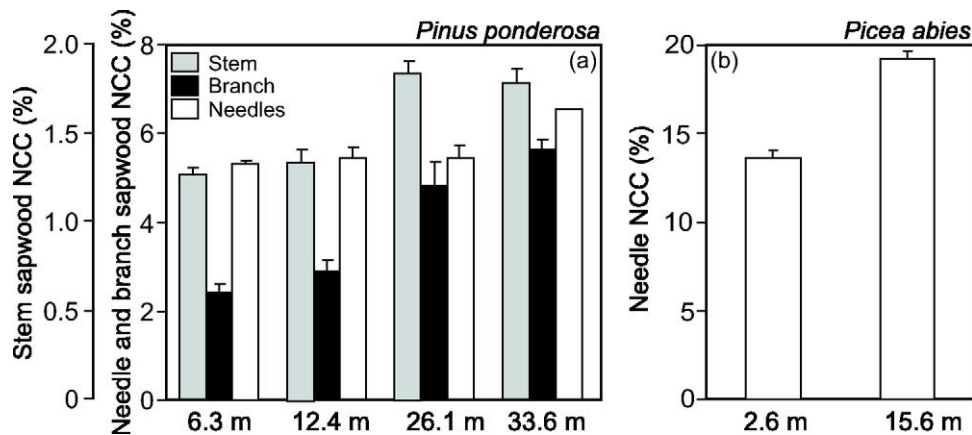 Stem sapwood NCC (%)
2.0
1.5
1.0
0.5
0
Needle and branch sapwood NCC (%)
8
6
4
2
0
Pinus ponderosa
(a)
Stem
Branch
Needles
6.3 m 12.4 m 26.1 m 33.6 m
Picea abies
(b)
Needle NCC (%)
20
15
10
5
0
2.6 m 15.6 m